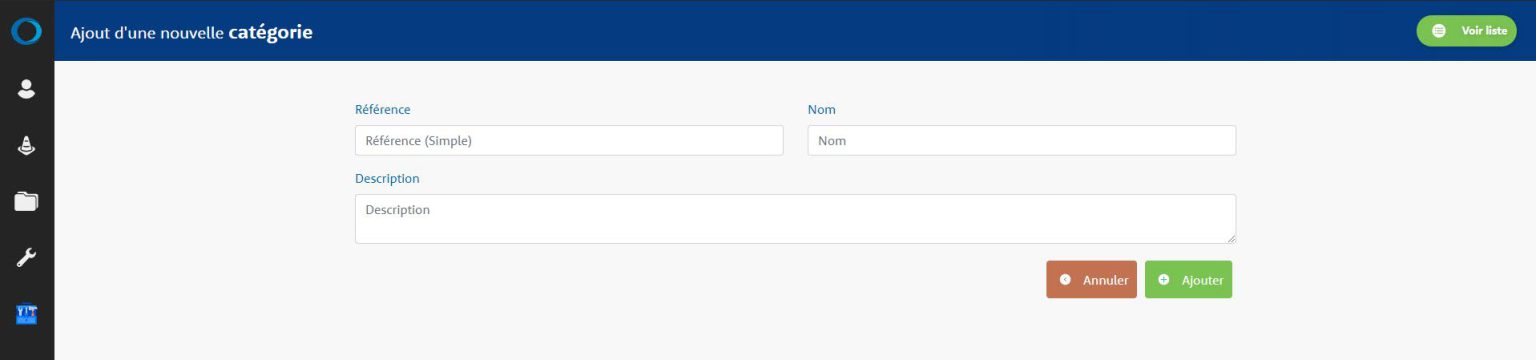 Ajout d'une nouvelle catégorie
Voir liste
Référence
Nom
Référence (Simple)
Nom
Description
Description
Annuler
Ajouter